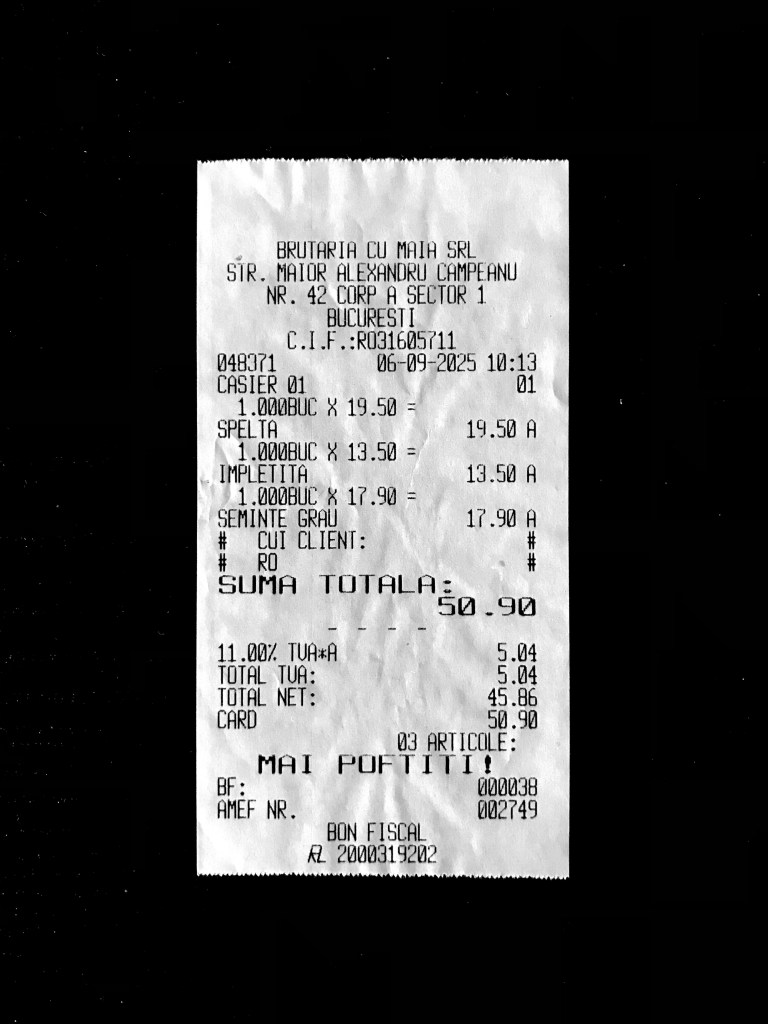 BRUTARIA CU MAIA SRL
STR. MAIOR ALEXANDRU CAMPEANU
NR. 42 CORP A SECTOR 1
BUCURESTI
C.I.F.:RO31605711
048371 06-09-2025 10:13
CASIER 01 01
1.000BUC X 19.50 =
SPELTA 19.50 A
1.000BUC X 13.50 =
IMPLETITA 13.50 A
1.000BUC X 17.90 =
SEMINTE GRAU 17.90 A
# CUI CLIENT: #
# RO #
SUMA TOTALA:
50.90
- - - -
11.00% TVA*A 5.04
TOTAL TVA: 5.04
TOTAL NET: 45.86
CARD 50.90
03 ARTICOLE:
MAI POFTITI!
BF: 000038
AMEF NR. 002749
BON FISCAL
RL 2000319202